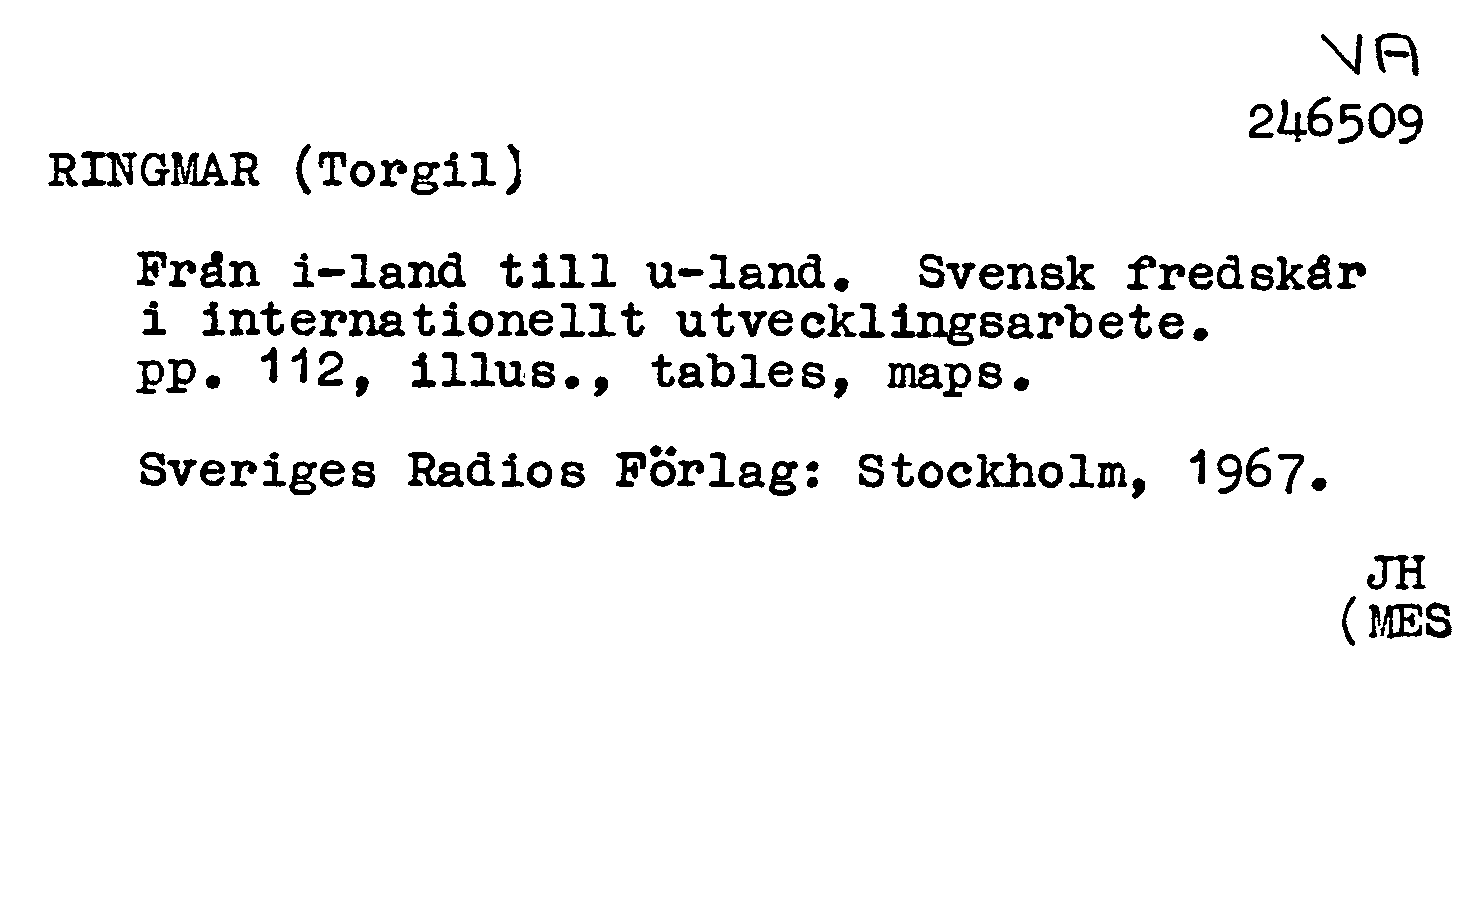 VA
246509
RINGMAR (Torgil)
Från i-land till u-land. Svensk fredskår
i internationellt utvecklingsarbete.
pp. 112, illus., tables, maps.
Sveriges Radios Förlag: Stockholm, 1967.
JH
(MES